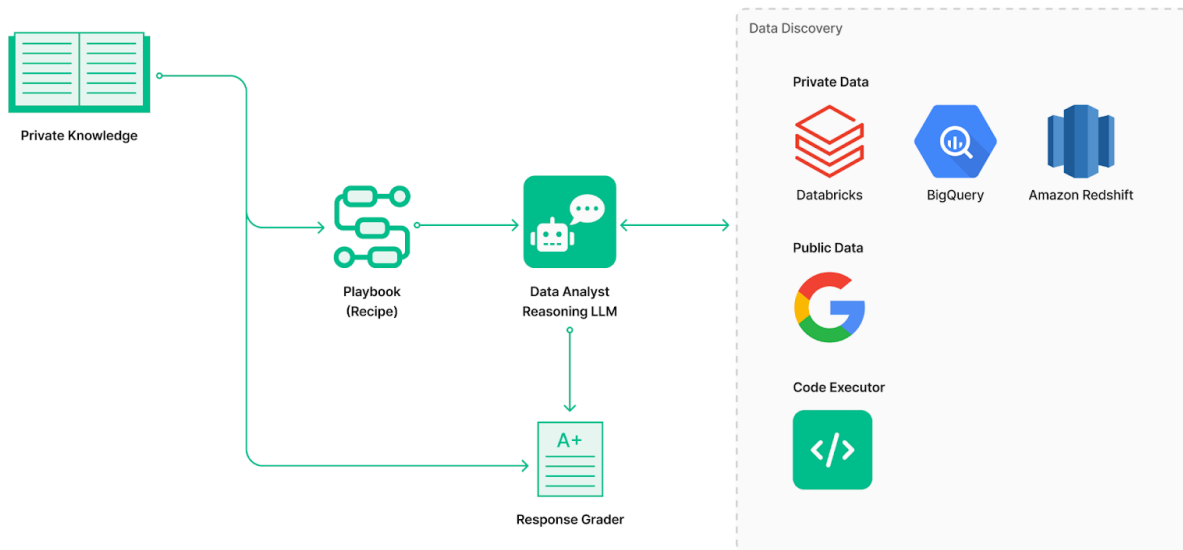 Data Discovery
Private Knowledge
Private Data
Databricks
BigQuery
Amazon Redshift
Playbook
(Recipe)
Data Analyst
Reasoning LLM
Public Data
Code Executor
</>
A+
Response Grader